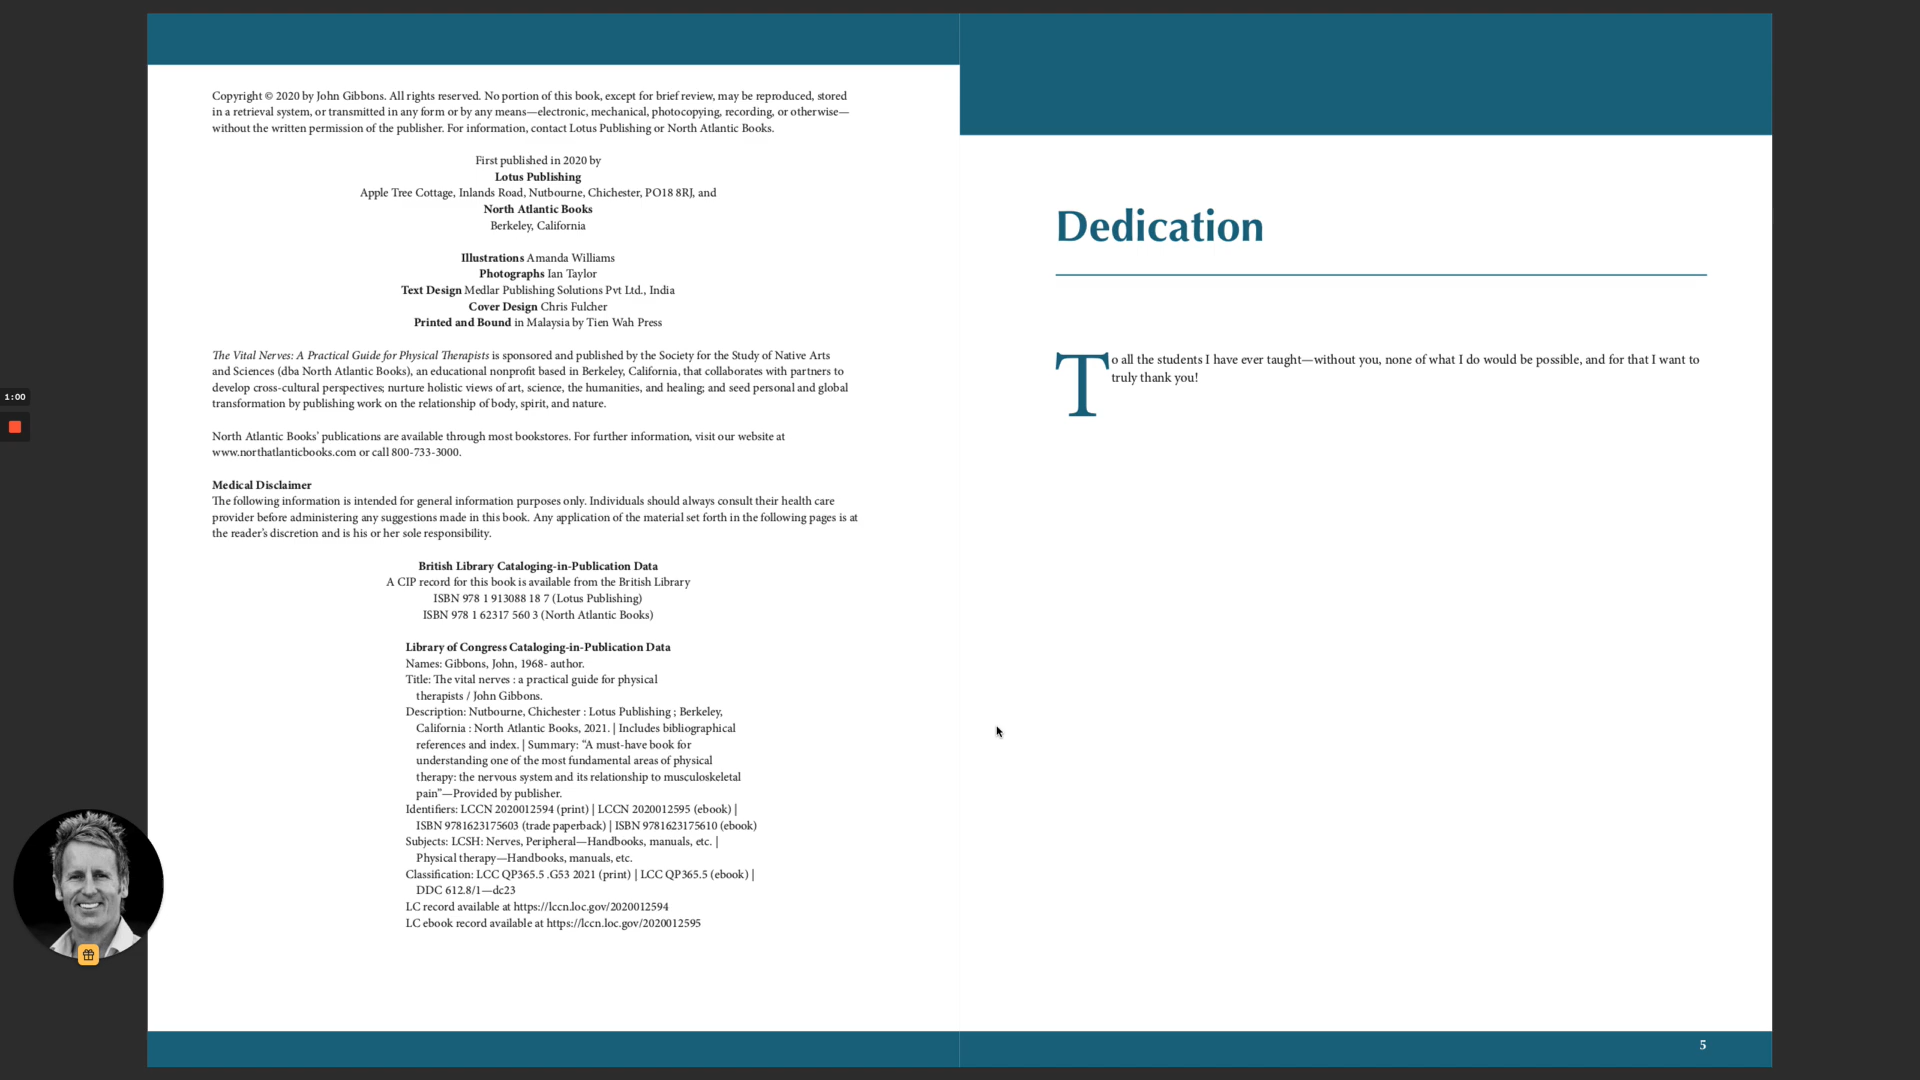 Copyright © 2020 by John Gibbons. All rights reserved. No portion of this book, except for brief review, may be reproduced, stored
in a retrieval system, or transmitted in any form or by any means—electronic, mechanical, photocopying, recording, or otherwise—
without the written permission of the publisher. For information, contact Lotus Publishing or North Atlantic Books.
First published in 2020 by
Lotus Publishing
Apple Tree Cottage, Inlands Road, Nutbourne, Chichester, PO18 8RJ, and
North Atlantic Books
Berkeley, California
Illustrations Amanda Williams
Photographs Ian Taylor
Text Design Medlar Publishing Solutions Pvt Ltd., India
Cover Design Chris Fulcher
Printed and Bound in Malaysia by Tien Wah Press
The Vital Nerves: A Practical Guide for Physical Therapists is sponsored and published by the Society for the Study of Native Arts
and Sciences (dba North Atlantic Books), an educational nonprofit based in Berkeley, California, that collaborates with partners to
develop cross-cultural perspectives; nurture holistic views of art, science, the humanities, and healing; and seed personal and global
transformation by publishing work on the relationship of body, spirit, and nature.
North Atlantic Books' publications are available through most bookstores. For further information, visit our website at
www.northatlanticbooks.com or call 800-733-3000.
Medical Disclaimer
The following information is intended for general information purposes only. Individuals should always consult their health care
provider before administering any suggestions made in this book. Any application of the material set forth in the following pages is at
the reader's discretion and is his or her sole responsibility.
British Library Cataloging-in-Publication Data
A CIP record for this book is available from the British Library
ISBN 978 1 913088 18 7 (Lotus Publishing)
ISBN 978 1 62317 560 3 (North Atlantic Books)
Library of Congress Cataloging-in-Publication Data
Names: Gibbons, John, 1968- author.
Title: The vital nerves : a practical guide for physical
therapists / John Gibbons.
Description: Nutbourne, Chichester : Lotus Publishing ; Berkeley,
California : North Atlantic Books, 2021. | Includes bibliographical
references and index. | Summary: “A must-have book for
understanding one of the most fundamental areas of physical
therapy: the nervous system and its relationship to musculoskeletal
pain”—Provided by publisher.
Identifiers: LCCN 2020012594 (print) | LCCN 2020012595 (ebook) |
ISBN 9781623175603 (trade paperback) | ISBN 9781623175610 (ebook)
Subjects: LCSH: Nerves, Peripheral—Handbooks, manuals, etc. |
Physical therapy—Handbooks, manuals, etc.
Classification: LCC QP365.5 .G53 2021 (print) | LCC QP365.5 (ebook) |
DDC 612.8/1—dc23
LC record available at https://lccn.loc.gov/2020012594
LC ebook record available at https://lccn.loc.gov/2020012595
Dedication
To all the students I have ever taught—without you, none of what I do would be possible, and for that I want to
truly thank you!
5
1:00